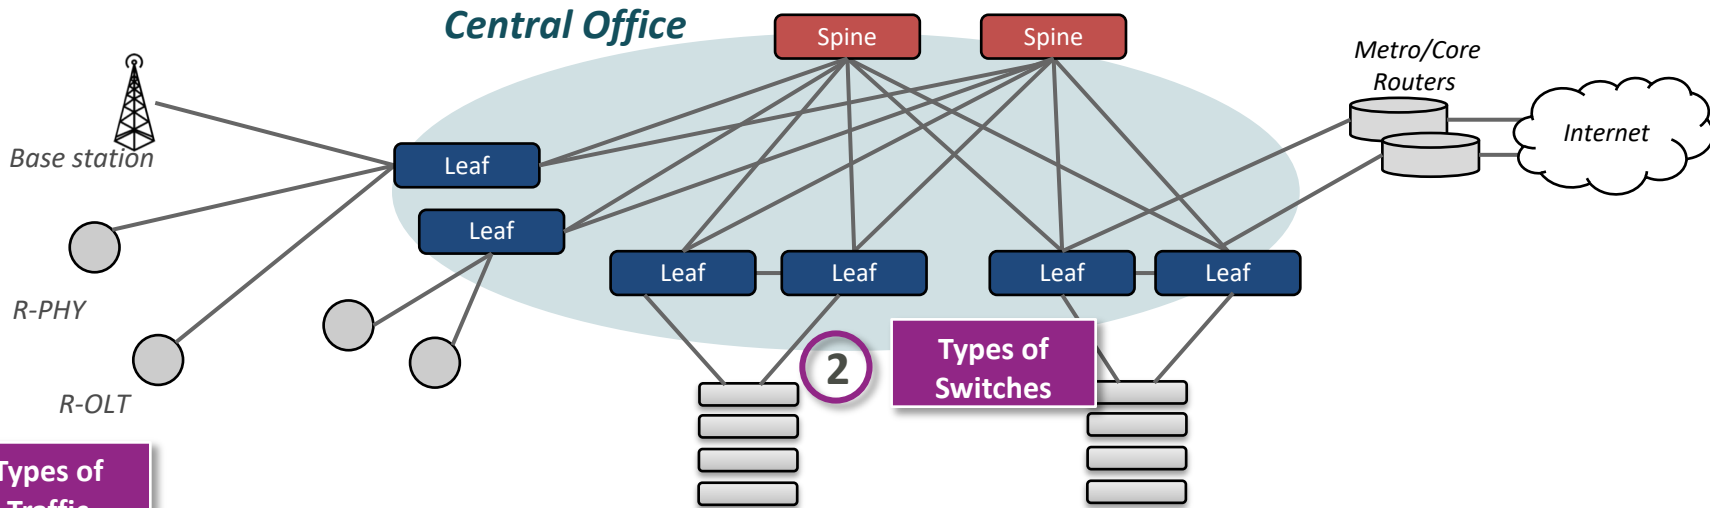 Central Office
Spine
Spine
Metro/Core
Routers
Internet
Base station
Leaf
Leaf
Leaf
Leaf
Leaf
Leaf
R-PHY
2
Types of
Switches
R-OLT
Types of
Traffic